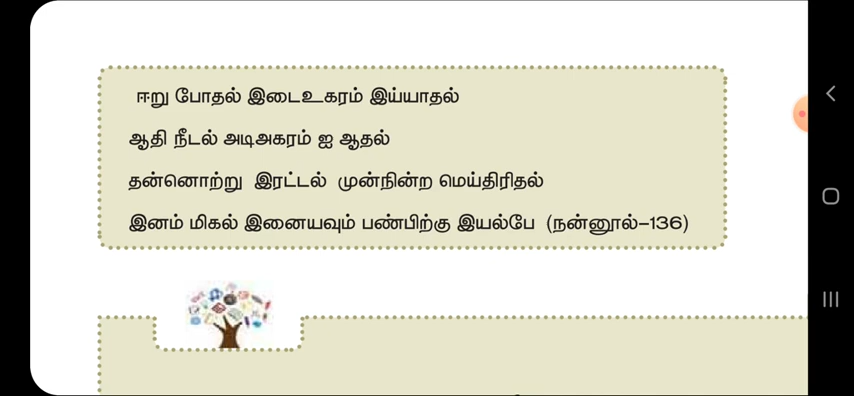 ஈறு போதல் இடைஉகரம் இய்யாதல்
ஆதி நீடல் அடிஅகரம் ஐ ஆதல்
தன்னொற்று இரட்டல் முன்நின்ற மெய்திரிதல்
இனம் மிகல் இனையவும் பண்பிற்கு இயல்பே (நன்னூல்–136)